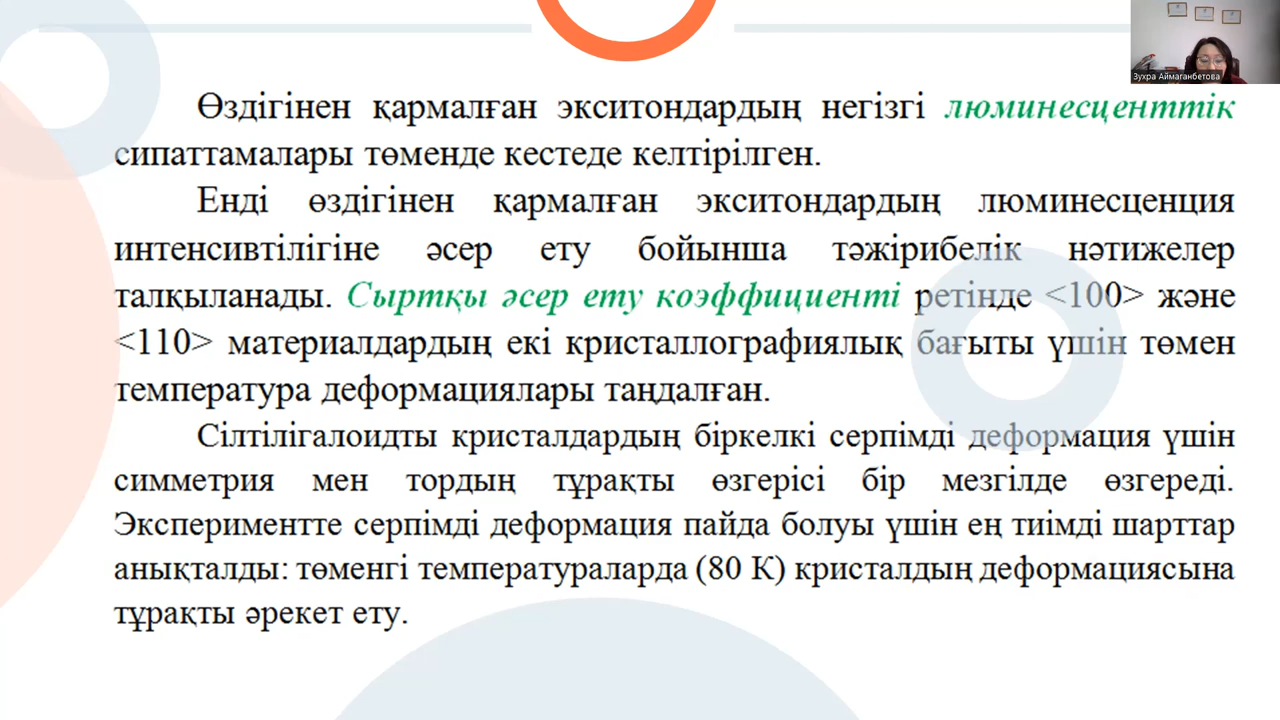 Зухра Аймаганбетова
Өздігінен қармалған экситондардың негізгі люминесценттік
сипаттамалары төменде кестеде келтірілген.
Енді өздігінен қармалған экситондардың люминесценция
интенсивтілігіне әсер ету бойынша тәжірибелік нәтижелер
талқыланады. Сыртқы әсер ету коэффициенті ретінде <100> және
<110> материалдардың екі кристаллографиялық бағыты үшін төмен
температура деформациялары таңдалған.
Сілтілігалоидты кристалдардың біркелкі серпімді деформация үшін
симметрия мен тордың тұрақты өзгерісі бір мезгілде өзгереді.
Экспериментте серпімді деформация пайда болуы үшін ең тиімді шарттар
анықталды: төменгі температураларда (80 К) кристалдың деформациясына
тұрақты әрекет ету.